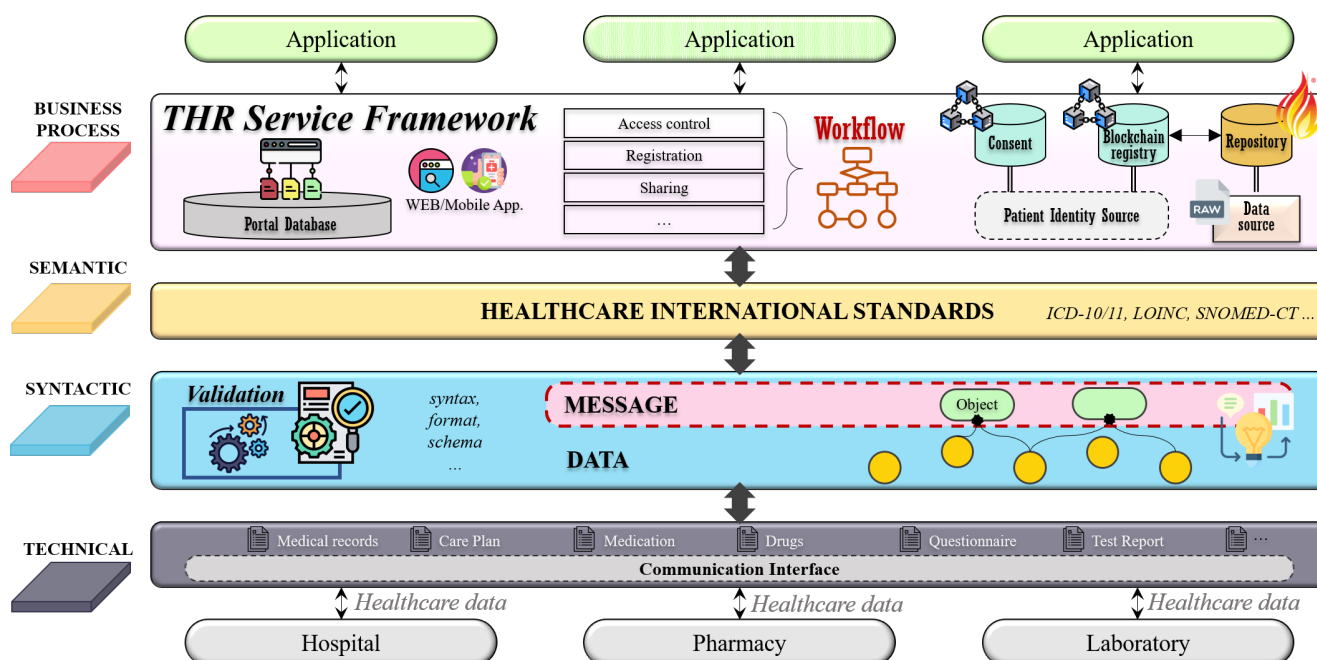 Application
Application
Application
BUSINESS
PROCESS
THR Service Framework
Portal Database
WEB/Mobile App.
Access control
Registration
Sharing
...
Workflow
Consent
Blockchain
registry
Repository
Patient Identity Source
RAW
Data
source
SEMANTIC
HEALTHCARE INTERNATIONAL STANDARDS
ICD-10/11, LOINC, SNOMED-CT ...
SYNTACTIC
Validation
syntax,
format,
schema
...
MESSAGE
Object
DATA
TECHNICAL
Medical records
Care Plan
Medication
Drugs
Questionnaire
Test Report
...
Communication Interface
Healthcare data
Healthcare data
Healthcare data
Hospital
Pharmacy
Laboratory